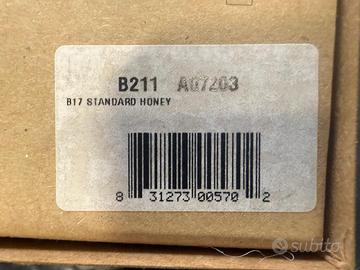 B211 A07203
B17 STANDARD HONEY
8 31273 00570 2
subito